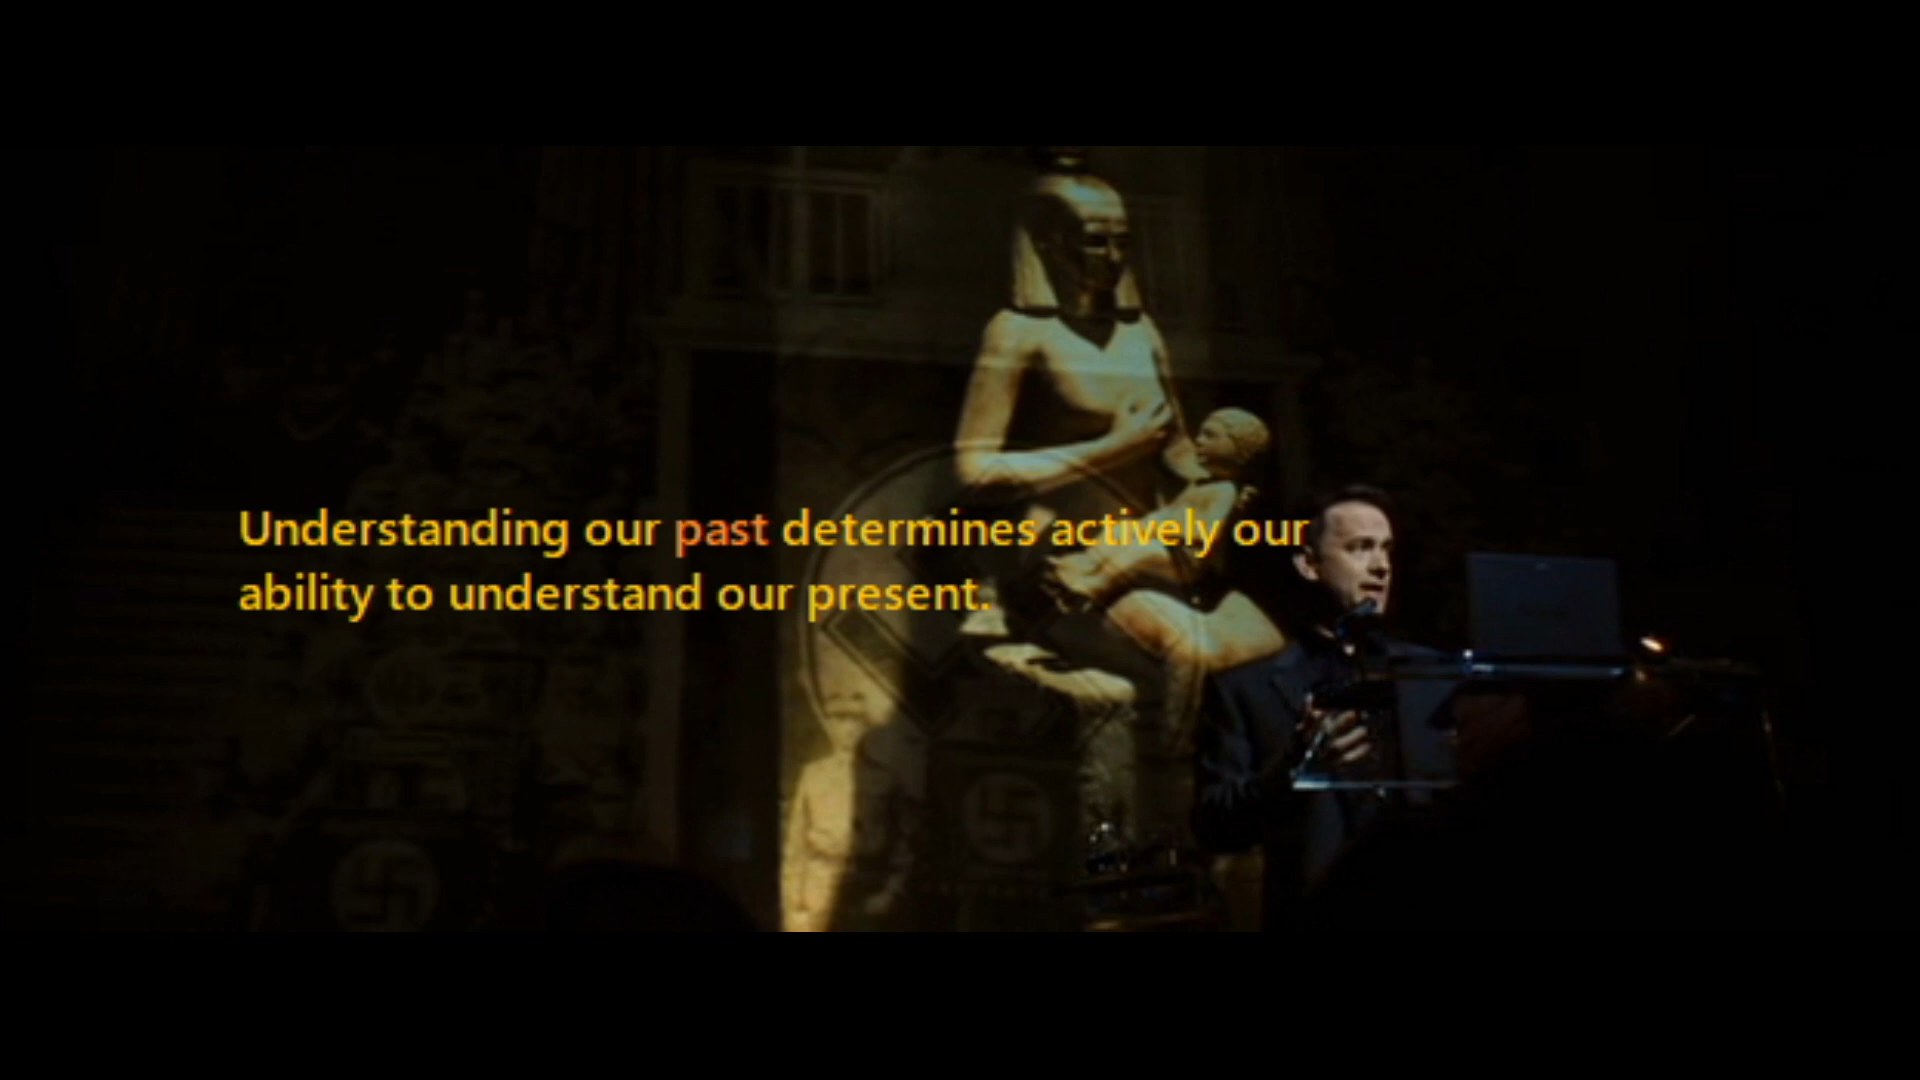 Understanding our past determines actively our
ability to understand our present.